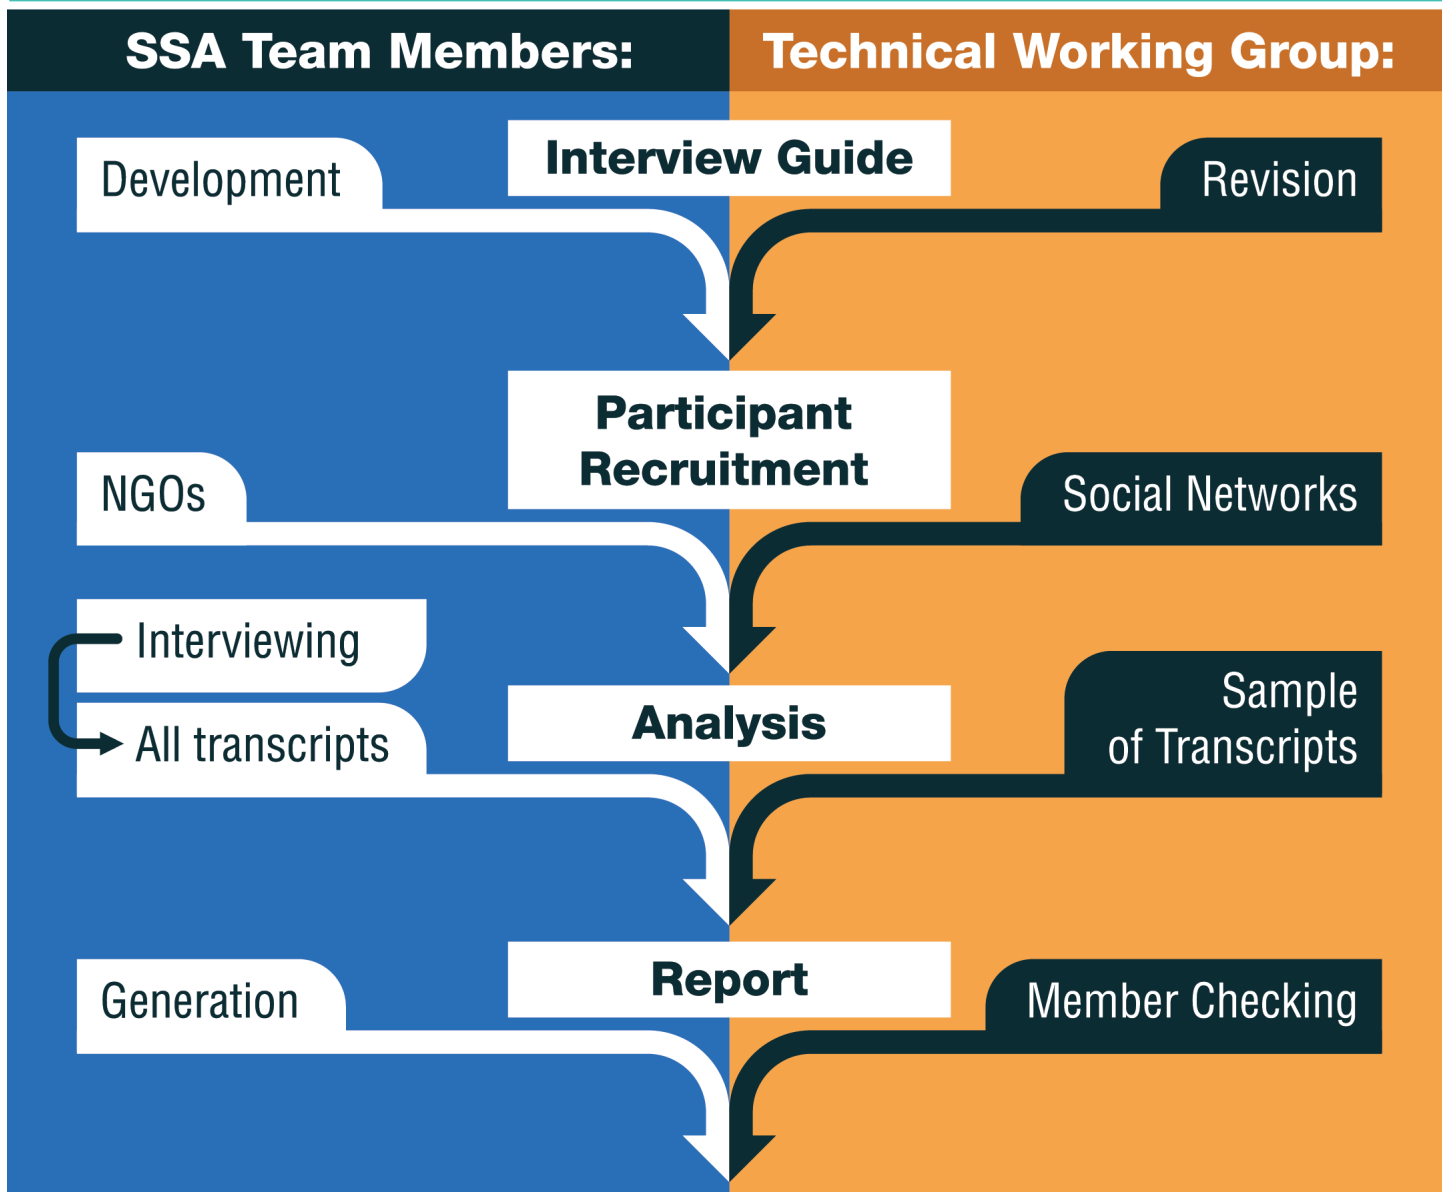 SSA Team Members:
Technical Working Group:
Interview Guide
Development
Revision
Participant
Recruitment
NGOs
Social Networks
Interviewing
All transcripts
Analysis
Sample
of Transcripts
Report
Generation
Member Checking